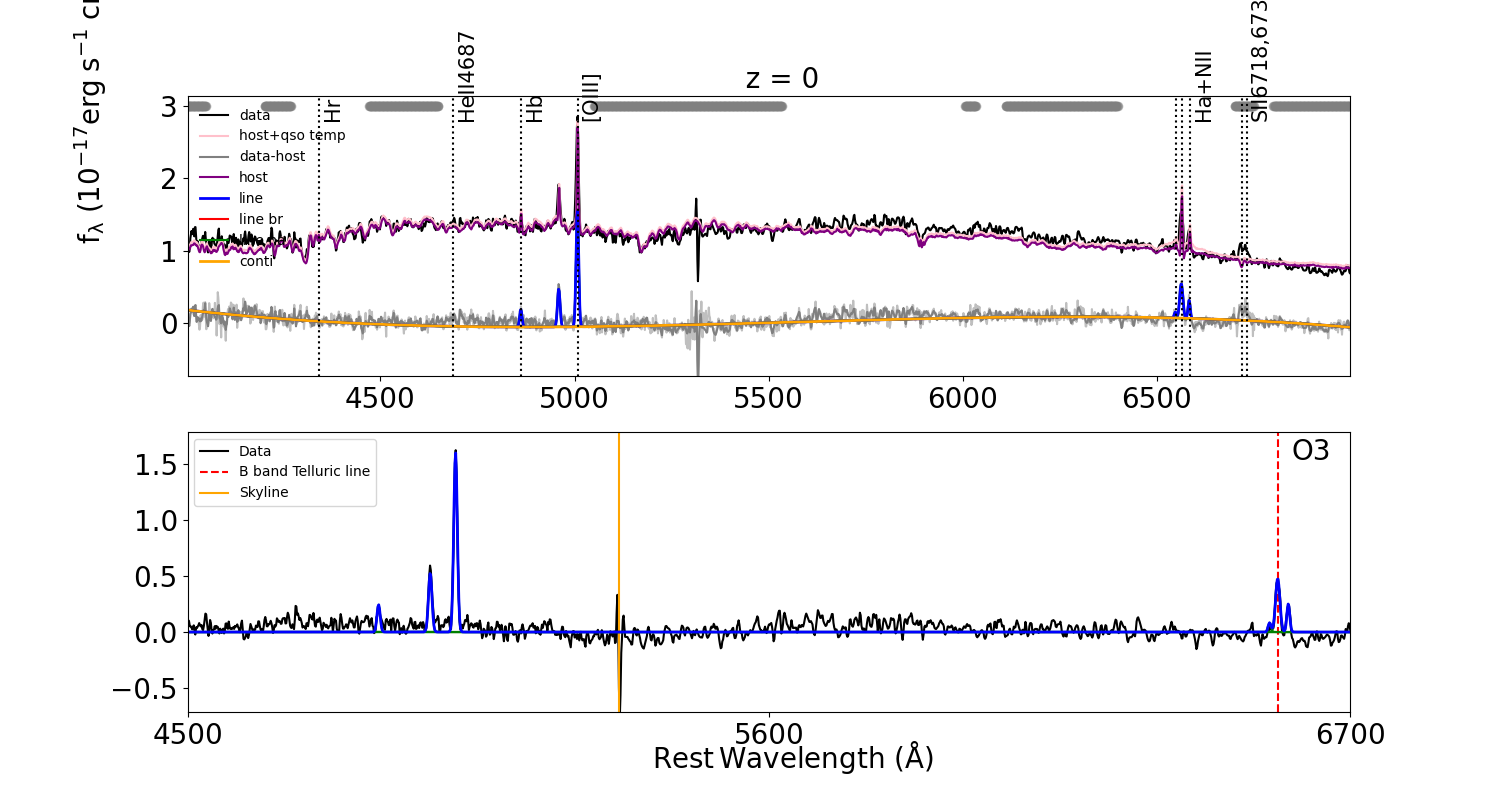 f_λ (10^−17 erg s^−1 c
z = 0
Hr
HeII4687
Hb
[OIII]
Ha+NII
SII6718,673
3
2
1
0
data
host+qso temp
data-host
host
line
line br
conti
4500
5000
5500
6000
6500
Data
B band Telluric line
Skyline
O3
1.5
1.0
0.5
0.0
−0.5
4500
5600
6700
Rest Wavelength (Å)